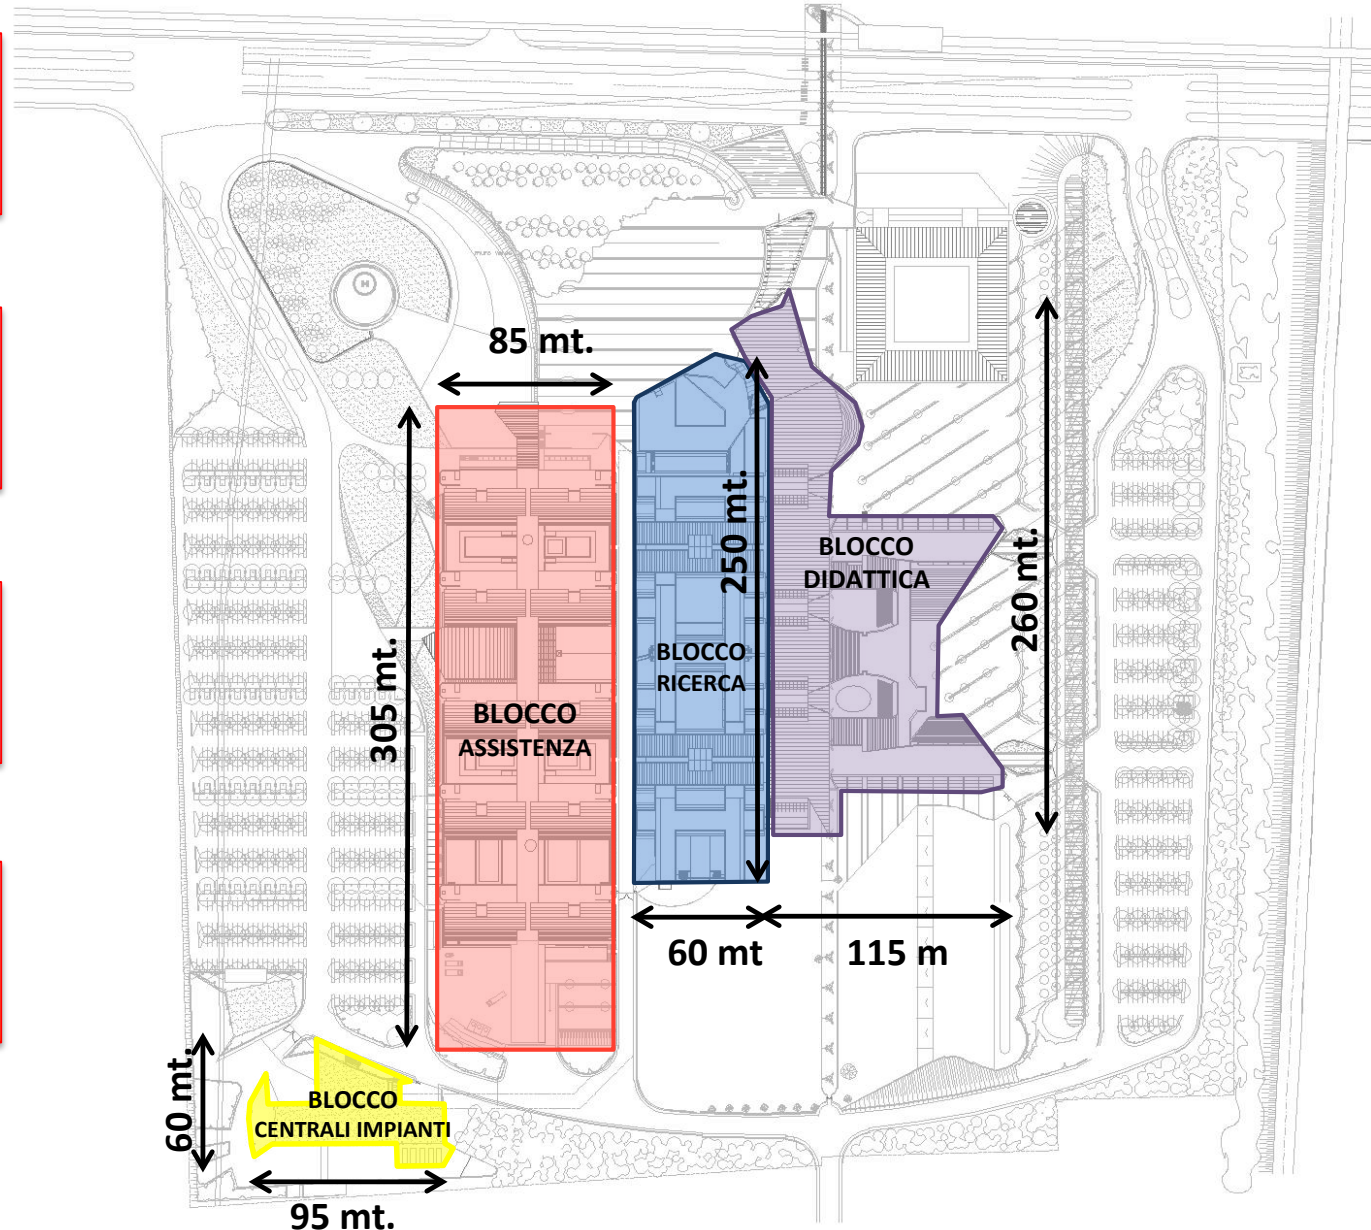 H
85 mt.
305 mt.
250 mt.
260 mt.
BLOCCO
DIDATTICA
BLOCCO
RICERCA
BLOCCO
ASSISTENZA
60 mt
115 m
60 mt.
BLOCCO
CENTRALI IMPIANTI
95 mt.